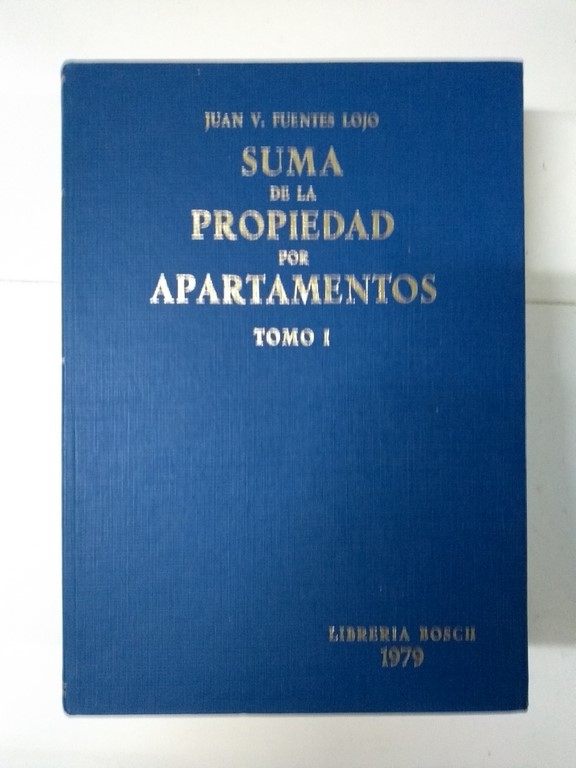 JUAN V. FUENTES LOJO
SUMA
DE LA
PROPIEDAD
POR
APARTAMENTOS
TOMO I
LIBRERIA BOSCH
1979